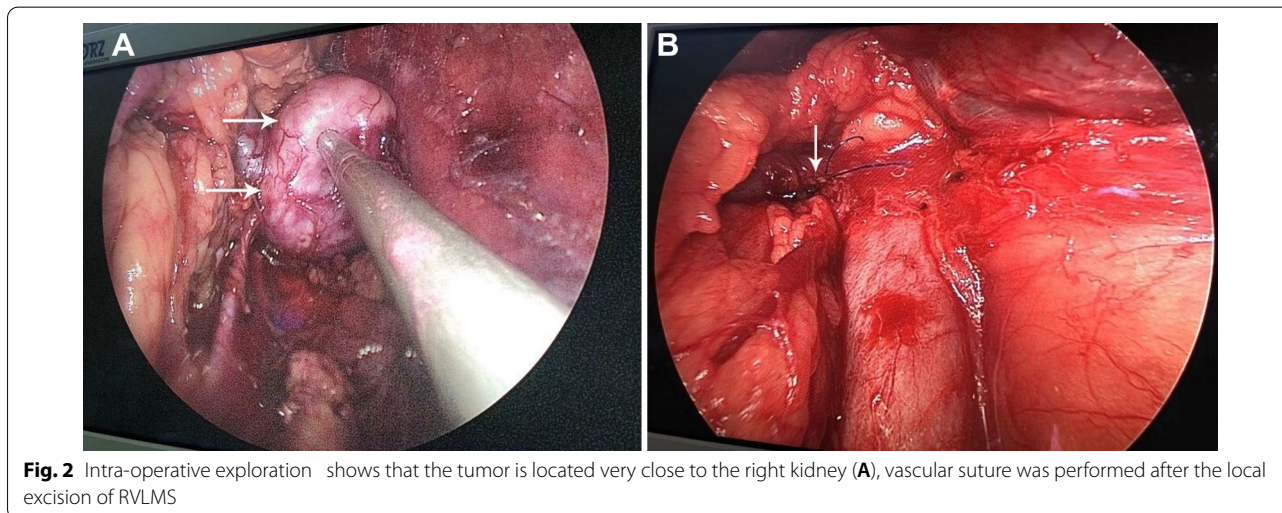 ORZ
A
B
Fig. 2 Intra-operative exploration shows that the tumor is located very close to the right kidney (A), vascular suture was performed after the local
excision of RVLMS